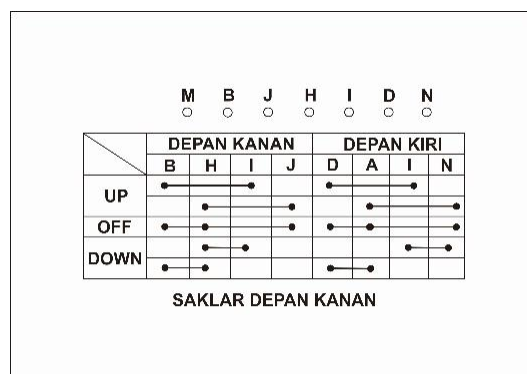 M B J H I D N
DEPAN KANAN DEPAN KIRI
B H I J D A I N
UP
OFF
DOWN
SAKLAR DEPAN KANAN